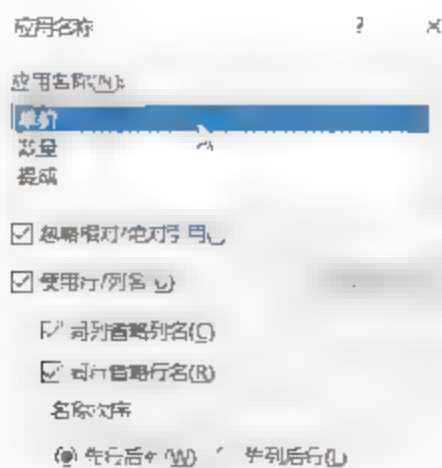 应用名称 ? ×
应用名称(N):
单价
数量
提成
忽略相对/绝对引用(I)
使用行/列名(U)
同列省略列名(C)
同行省略行名(R)
名称次序
先行后列(W) 先列后行(L)